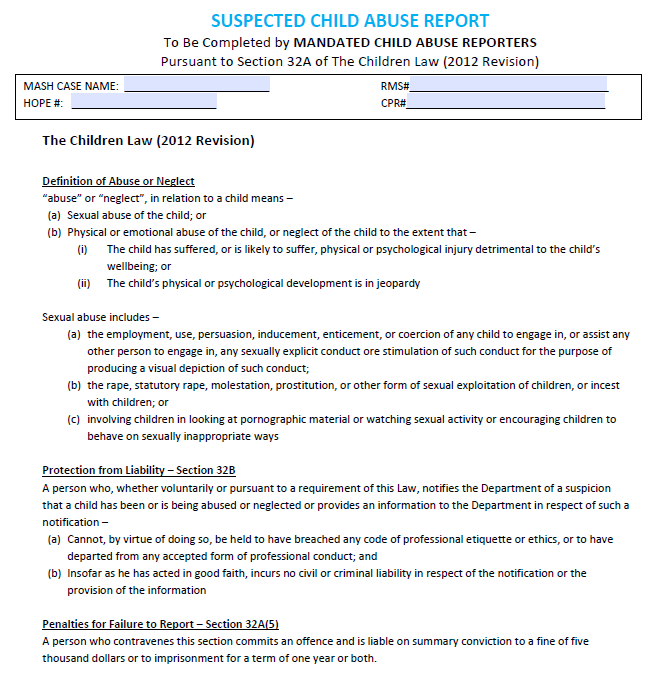 SUSPECTED CHILD ABUSE REPORT
To Be Completed by MANDATED CHILD ABUSE REPORTERS
Pursuant to Section 32A of The Children Law (2012 Revision)
MASH CASE NAME: RMS#
HOPE #: CPR#
The Children Law (2012 Revision)
Definition of Abuse or Neglect
“abuse” or “neglect”, in relation to a child means –
(a) Sexual abuse of the child; or
(b) Physical or emotional abuse of the child, or neglect of the child to the extent that –
(i) The child has suffered, or is likely to suffer, physical or psychological injury detrimental to the child’s
wellbeing; or
(ii) The child’s physical or psychological development is in jeopardy
Sexual abuse includes –
(a) the employment, use, persuasion, inducement, enticement, or coercion of any child to engage in, or assist any
other person to engage in, any sexually explicit conduct ore stimulation of such conduct for the purpose of
producing a visual depiction of such conduct;
(b) the rape, statutory rape, molestation, prostitution, or other form of sexual exploitation of children, or incest
with children; or
(c) involving children in looking at pornographic material or watching sexual activity or encouraging children to
behave on sexually inappropriate ways
Protection from Liability – Section 32B
A person who, whether voluntarily or pursuant to a requirement of this Law, notifies the Department of a suspicion
that a child has been or is being abused or neglected or provides an information to the Department in respect of such a
notification –
(a) Cannot, by virtue of doing so, be held to have breached any code of professional etiquette or ethics, or to have
departed from any accepted form of professional conduct; and
(b) Insofar as he has acted in good faith, incurs no civil or criminal liability in respect of the notification or the
provision of the information
Penalties for Failure to Report – Section 32A(5)
A person who contravenes this section commits an offence and is liable on summary conviction to a fine of five
thousand dollars or to imprisonment for a term of one year or both.